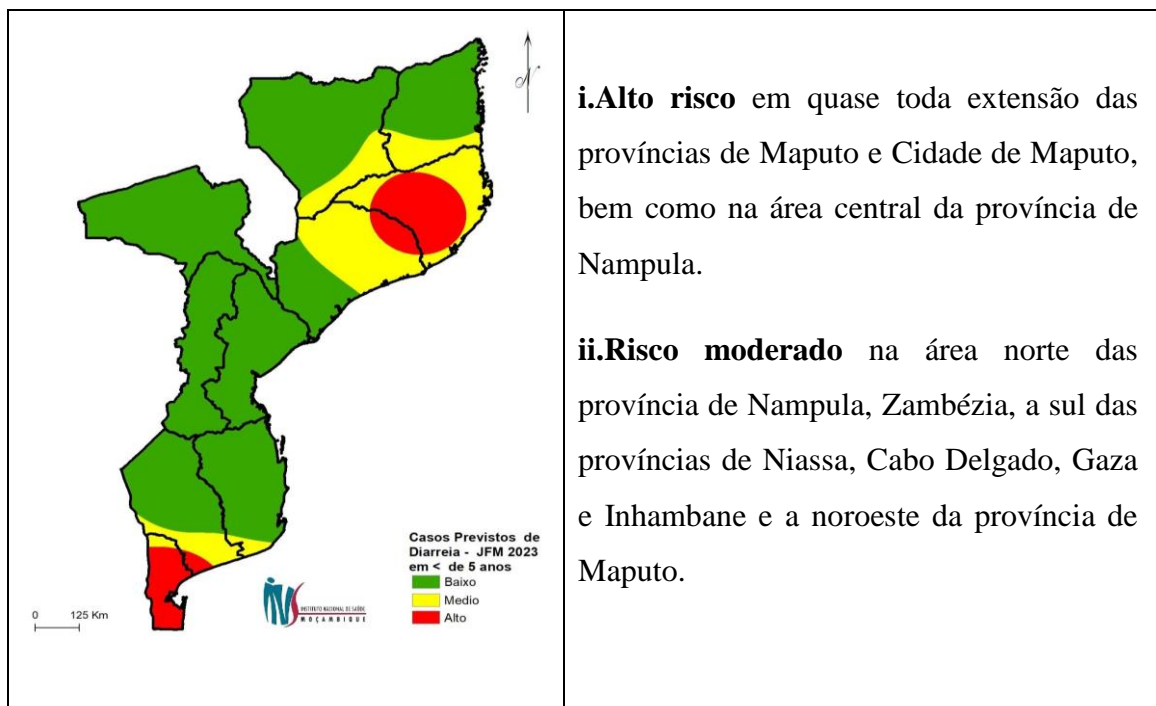 N
Casos Previstos de
Diarreia - JFM 2023
em < de 5 anos
Baixo
Medio
Alto
0 125 Km
INS
INSTITUTO NACIONAL DE SAÚDE
MOÇAMBIQUE
i.Alto risco em quase toda extensão das
províncias de Maputo e Cidade de Maputo,
bem como na área central da província de
Nampula.
ii.Risco moderado na área norte das
província de Nampula, Zambézia, a sul das
províncias de Niassa, Cabo Delgado, Gaza
e Inhambane e a noroeste da província de
Maputo.